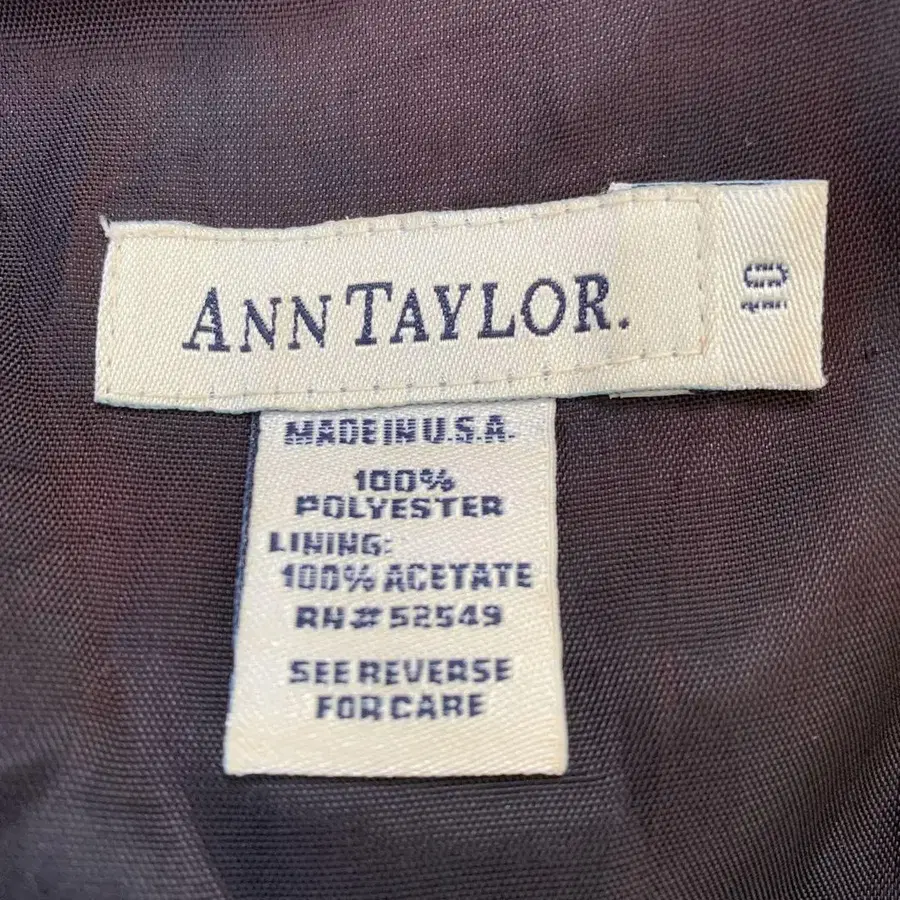 ANN TAYLOR.
10
MADE IN U.S.A.
100%
POLYESTER
LINING:
100% ACETATE
RN# 52549
SEE REVERSE
FOR CARE